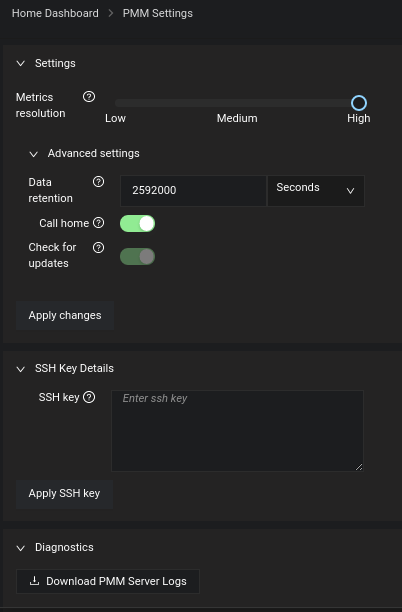 Home Dashboard > PMM Settings
Settings
Metrics
resolution
Low Medium High
Advanced settings
Data
retention
2592000 Seconds
Call home
Check for
updates
Apply changes
SSH Key Details
SSH key
Enter ssh key
Apply SSH key
Diagnostics
Download PMM Server Logs